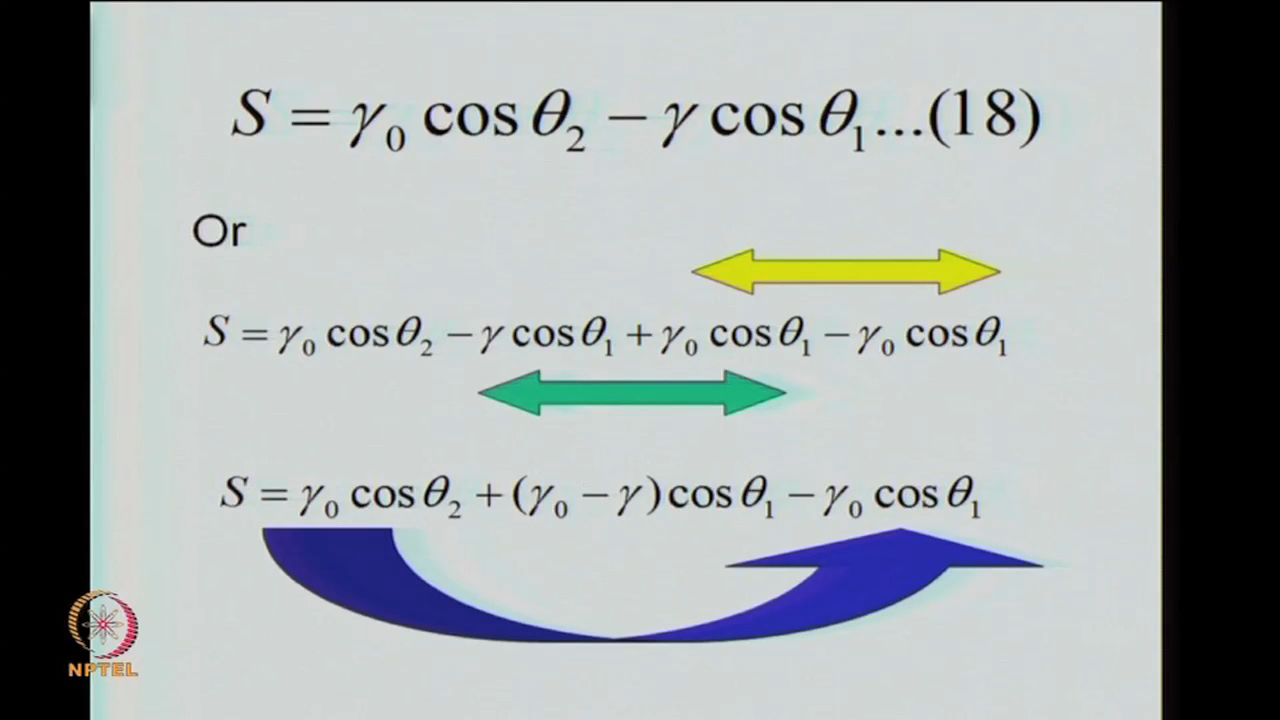 S = γ₀ cos θ₂ − γ cos θ₁...(18)
Or
S = γ₀ cos θ₂ − γ cos θ₁ + γ₀ cos θ₁ − γ₀ cos θ₁
S = γ₀ cos θ₂ + (γ₀ − γ) cos θ₁ − γ₀ cos θ₁
NPTEL